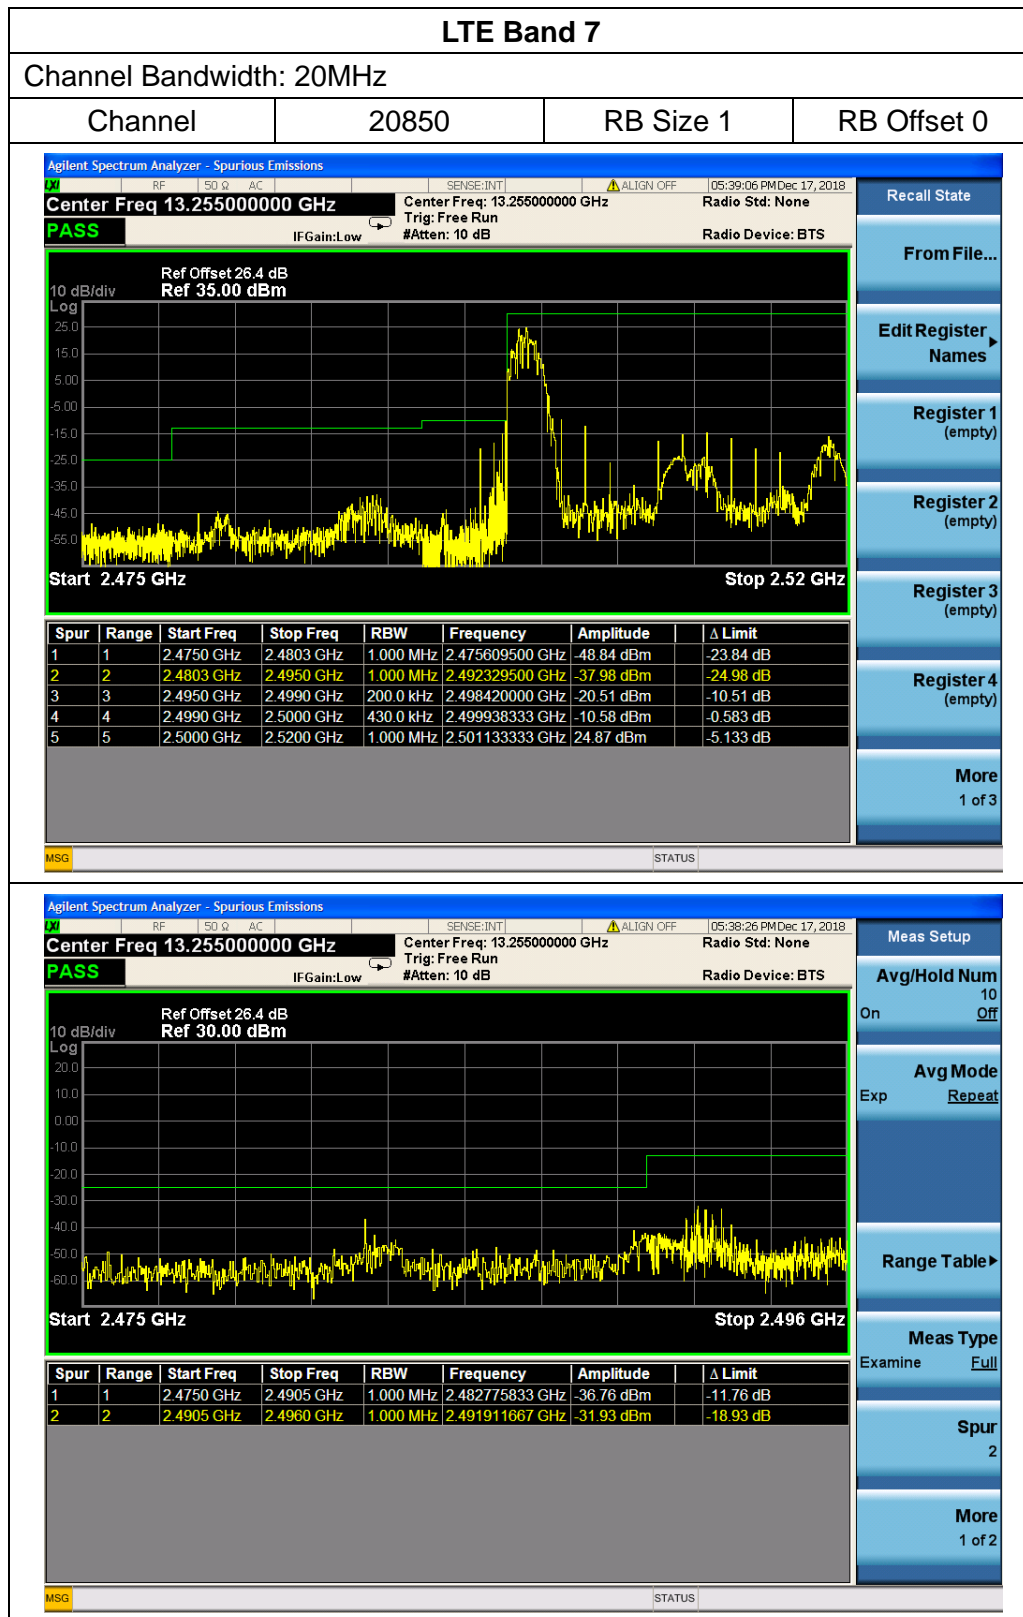 LTE Band 7
Channel Bandwidth: 20MHz
Channel 20850 RB Size 1 RB Offset 0
Agilent Spectrum Analyzer - Spurious Emissions
LXI RF 50 Ω AC SENSE:INT ALIGN OFF 05:39:06 PM Dec 17, 2018
Center Freq 13.255000000 GHz Center Freq: 13.255000000 GHz Radio Std: None
Trig: Free Run
PASS IFGain:Low #Atten: 10 dB Radio Device: BTS
Ref Offset 26.4 dB
10 dB/div Ref 35.00 dBm
Log
25.0
15.0
5.00
-5.00
-15.0
-25.0
-35.0
-45.0
-55.0
Start 2.475 GHz Stop 2.52 GHz
Spur Range Start Freq Stop Freq RBW Frequency Amplitude Δ Limit
1 1 2.4750 GHz 2.4803 GHz 1.000 MHz 2.475609500 GHz -48.84 dBm -23.84 dB
2 2 2.4803 GHz 2.4950 GHz 1.000 MHz 2.492329500 GHz -37.98 dBm -24.98 dB
3 3 2.4950 GHz 2.4990 GHz 200.0 kHz 2.498420000 GHz -20.51 dBm -10.51 dB
4 4 2.4990 GHz 2.5000 GHz 430.0 kHz 2.499938333 GHz -10.58 dBm -0.583 dB
5 5 2.5000 GHz 2.5200 GHz 1.000 MHz 2.501133333 GHz 24.87 dBm -5.133 dB
MSG STATUS
Recall State
From File...
Edit Register
Names
Register 1
(empty)
Register 2
(empty)
Register 3
(empty)
Register 4
(empty)
More
1 of 3
Agilent Spectrum Analyzer - Spurious Emissions
LXI RF 50 Ω AC SENSE:INT ALIGN OFF 05:38:26 PM Dec 17, 2018
Center Freq 13.255000000 GHz Center Freq: 13.255000000 GHz Radio Std: None
Trig: Free Run
PASS IFGain:Low #Atten: 10 dB Radio Device: BTS
Ref Offset 26.4 dB
10 dB/div Ref 30.00 dBm
Log
20.0
10.0
0.00
-10.0
-20.0
-30.0
-40.0
-50.0
-60.0
Start 2.475 GHz Stop 2.496 GHz
Spur Range Start Freq Stop Freq RBW Frequency Amplitude Δ Limit
1 1 2.4750 GHz 2.4905 GHz 1.000 MHz 2.482775833 GHz -36.76 dBm -11.76 dB
2 2 2.4905 GHz 2.4960 GHz 1.000 MHz 2.491911667 GHz -31.93 dBm -18.93 dB
MSG STATUS
Meas Setup
Avg/Hold Num
10
On Off
Avg Mode
Exp Repeat
Range Table
Meas Type
Examine Full
Spur
2
More
1 of 2